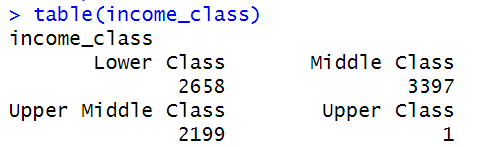 > table(income_class)
income_class
Lower Class Middle Class
2658 3397
Upper Middle Class Upper Class
2199 1